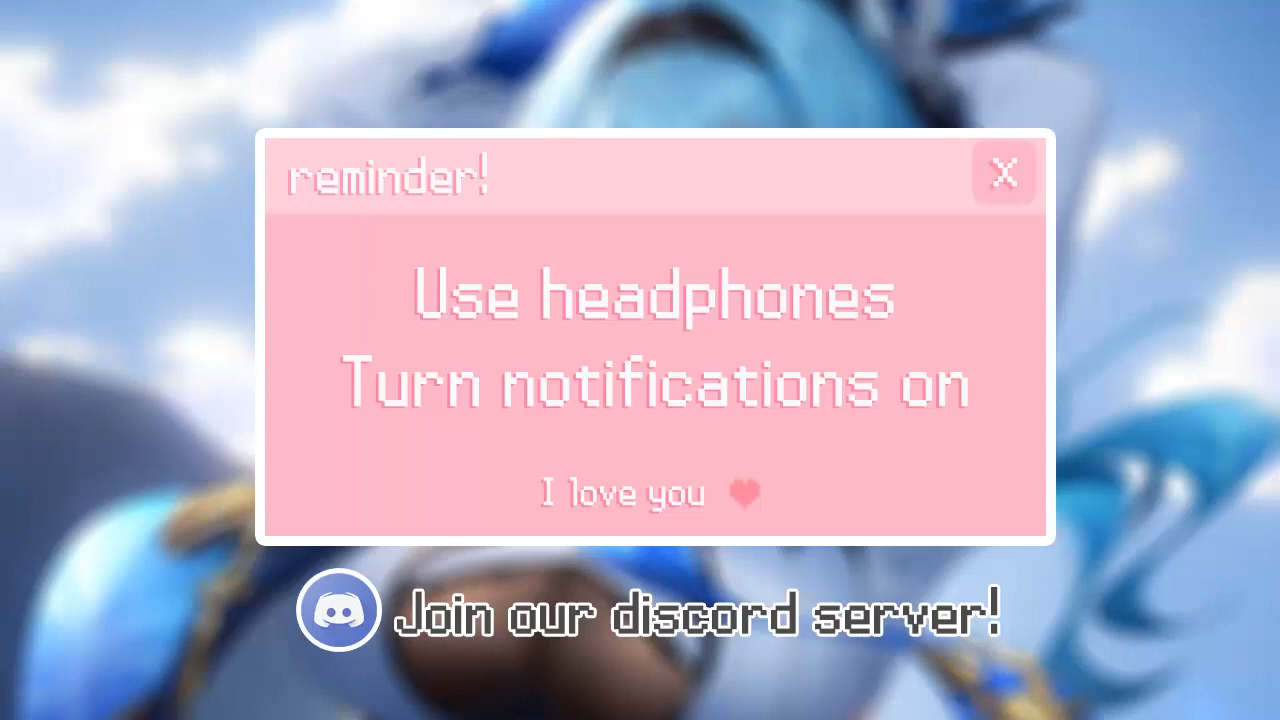 reminder!
X
Use headphones
Turn notifications on
I love you
Join our discord server!